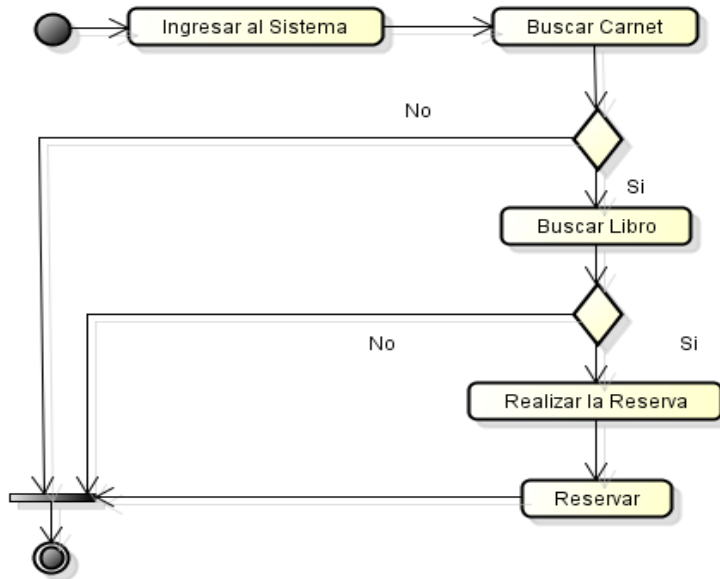 Ingresar al Sistema
Buscar Carnet
No
Si
Buscar Libro
No
Si
Realizar la Reserva
Reservar